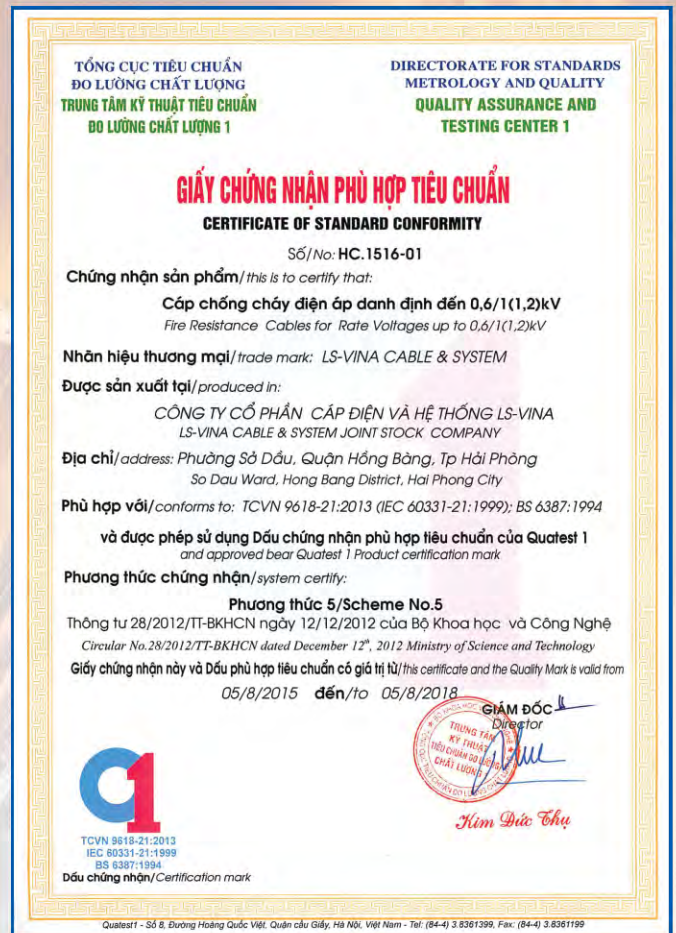 TỔNG CỤC TIÊU CHUẨN
ĐO LƯỜNG CHẤT LƯỢNG
TRUNG TÂM KỸ THUẬT TIÊU CHUẨN
ĐO LƯỜNG CHẤT LƯỢNG 1
DIRECTORATE FOR STANDARDS
METROLOGY AND QUALITY
QUALITY ASSURANCE AND
TESTING CENTER 1
GIẤY CHỨNG NHẬN PHÙ HỢP TIÊU CHUẨN
CERTIFICATE OF STANDARD CONFORMITY
Số/No: HC.1516-01
Chứng nhận sản phẩm/this is to certify that:
Cáp chống cháy điện áp danh định đến 0,6/1(1,2)kV
Fire Resistance Cables for Rate Voltages up to 0,6/1(1,2)kV
Nhãn hiệu thương mại/trade mark: LS-VINA CABLE & SYSTEM
Được sản xuất tại/produced in:
CÔNG TY CỔ PHẦN CÁP ĐIỆN VÀ HỆ THỐNG LS-VINA
LS-VINA CABLE & SYSTEM JOINT STOCK COMPANY
Địa chỉ/address: Phường Sở Dầu, Quận Hồng Bàng, Tp Hải Phòng
So Dau Ward, Hong Bang District, Hai Phong City
Phù hợp với/conforms to: TCVN 9618-21:2013 (IEC 60331-21:1999); BS 6387:1994
và được phép sử dụng Dấu chứng nhận phù hợp tiêu chuẩn của Quatest 1
and approved bear Quatest 1 Product certification mark
Phương thức chứng nhận/system certify:
Phương thức 5/Scheme No.5
Thông tư 28/2012/TT-BKHCN ngày 12/12/2012 của Bộ Khoa học và Công Nghệ
Circular No.28/2012/TT-BKHCN dated December 12th, 2012 Ministry of Science and Technology
Giấy chứng nhận này và Dấu phù hợp tiêu chuẩn có giá trị từ/this certificate and the Quality Mark is valid from
05/8/2015 đến/to 05/8/2018
GIÁM ĐỐC
Director
TRUNG TÂM
KỸ THUẬT
TIÊU CHUẨN ĐO LƯỜNG
CHẤT LƯỢNG 1
Kim Đức Thụ
TCVN 9618-21:2013
IEC 60331-21:1999
BS 6387:1994
Dấu chứng nhận/Certification mark
Quatest1 - Số 8, Đường Hoàng Quốc Việt, Quận cầu Giấy, Hà Nội, Việt Nam - Tel: (84-4) 3.8361399, Fax: (84-4) 3.8361199